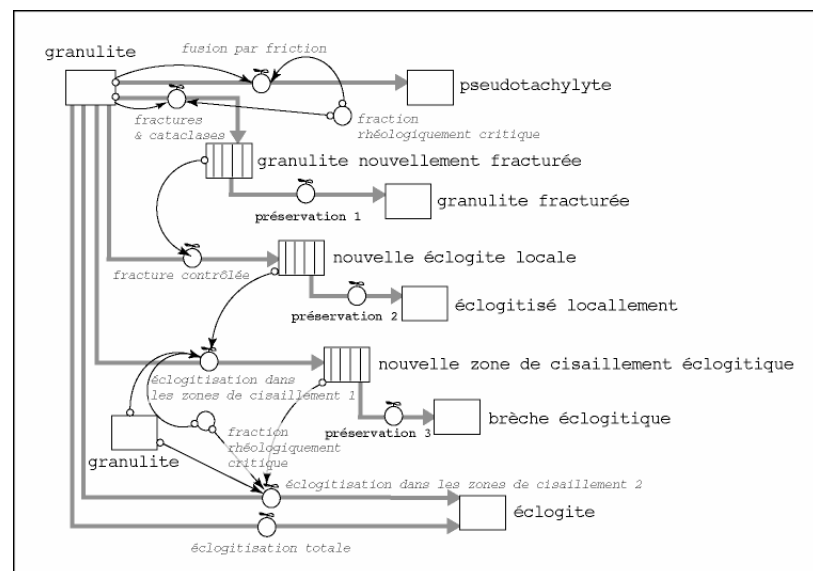 granulite
fusion par friction
pseudotachylyte
fractures
& cataclases
fraction
rhéologiquement critique
granulite nouvellement fracturée
granulite fracturée
préservation 1
nouvelle éclogite locale
fracture contrôlée
éclogitisé locallement
préservation 2
nouvelle zone de cisaillement éclogitique
éclogitisation dans
les zones de cisaillement 1
brèche éclogitique
préservation 3
fraction
rhéologiquement
critique
granulite
éclogitisation dans les zones de cisaillement 2
éclogite
éclogitisation totale